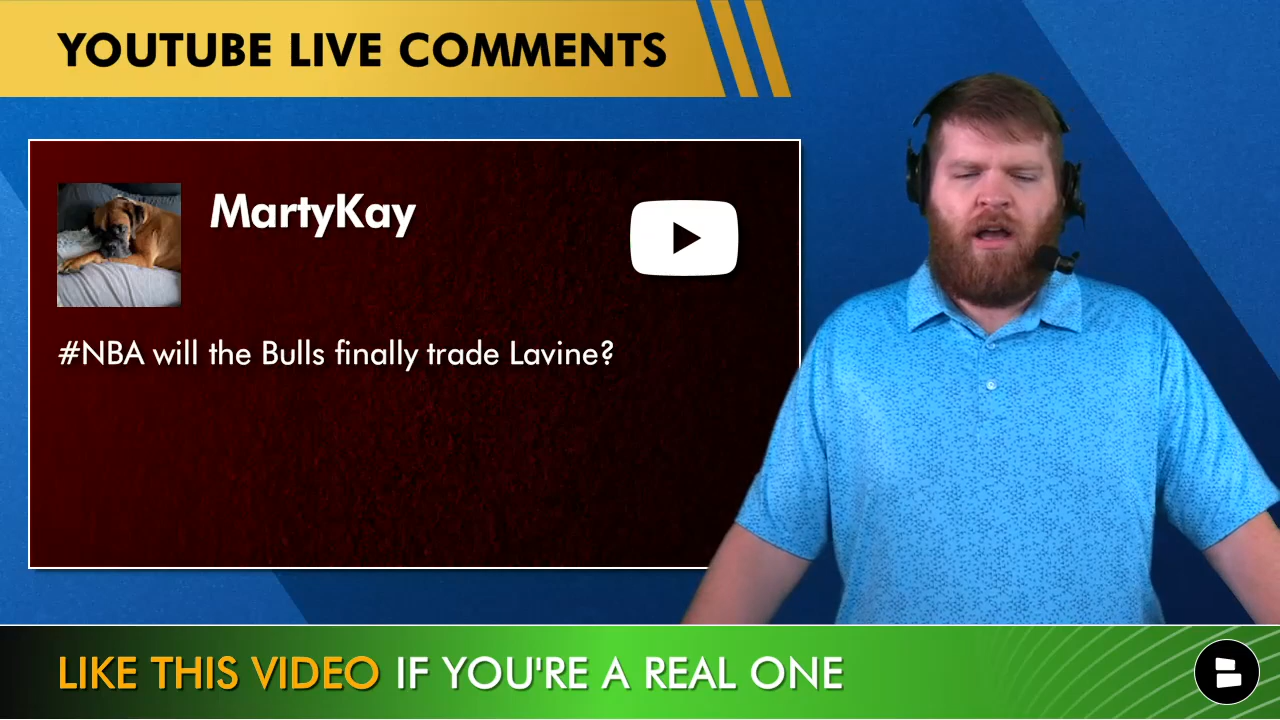 YOUTUBE LIVE COMMENTS
MartyKay
#NBA will the Bulls finally trade Lavine?
LIKE THIS VIDEO IF YOU'RE A REAL ONE